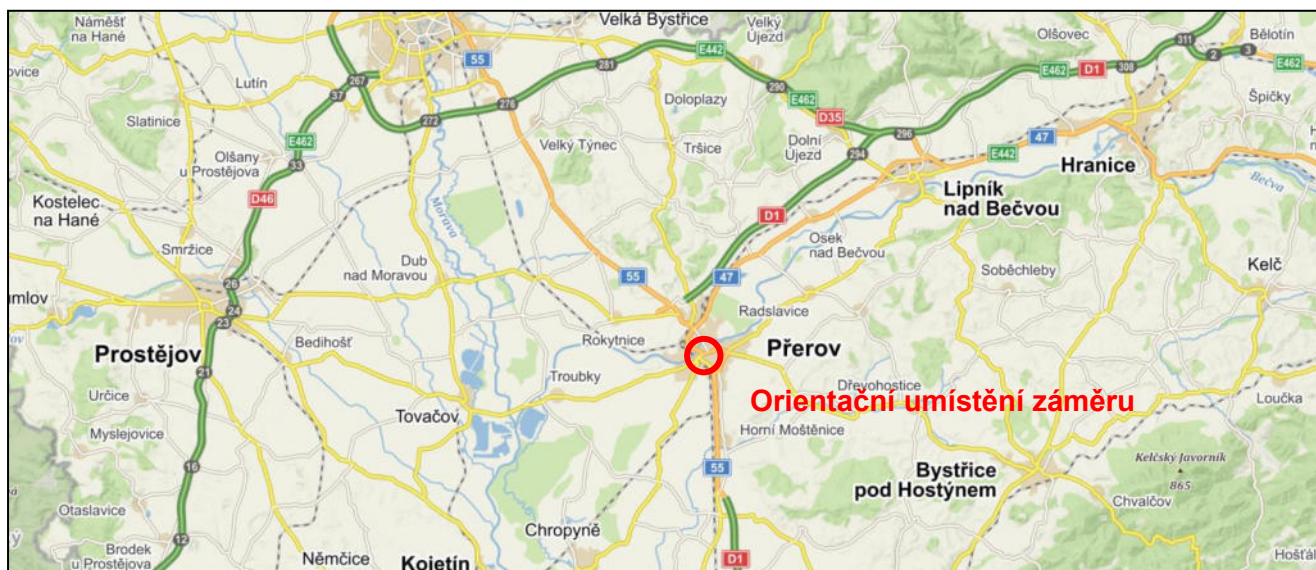 Náměšť
na Hané
Velká Bystřice
Velký
Újezd
Olšovec
Bělotín
55
E442
311
3
2
E462
D1
308
E462
281
267
Lutín
37
276
290
E462
Špičky
Slatinice
272
Doloplazy
D35
296
47
E462
Olšany
u Prostějova
33
Velký Týnec
Tršice
Dolní
Újezd
294
E442
Hranice
Bečva
D46
Kostelec
na Hané
Morava
Lipník
nad Bečvou
D1
Smržice
Dub
nad Moravou
Osek
nad Bečvou
Soběchleby
Kelč
26
55
47
umlov
24
23
Radslavice
Bedihošť
Rokytnice
Přerov
Prostějov
21
Troubky
Dřevohostice
Určice
Orientační umístění záměru
Loučka
Tovačov
Myslejovice
Horní Moštěnice
16
55
Bystřice
pod Hostýnem
Kelčský Javorník
865
Chvalčov
Otaslavice
Chropyně
12
Brodek
u Prostějova
Němčice
Kojetín
D1
Hošťál